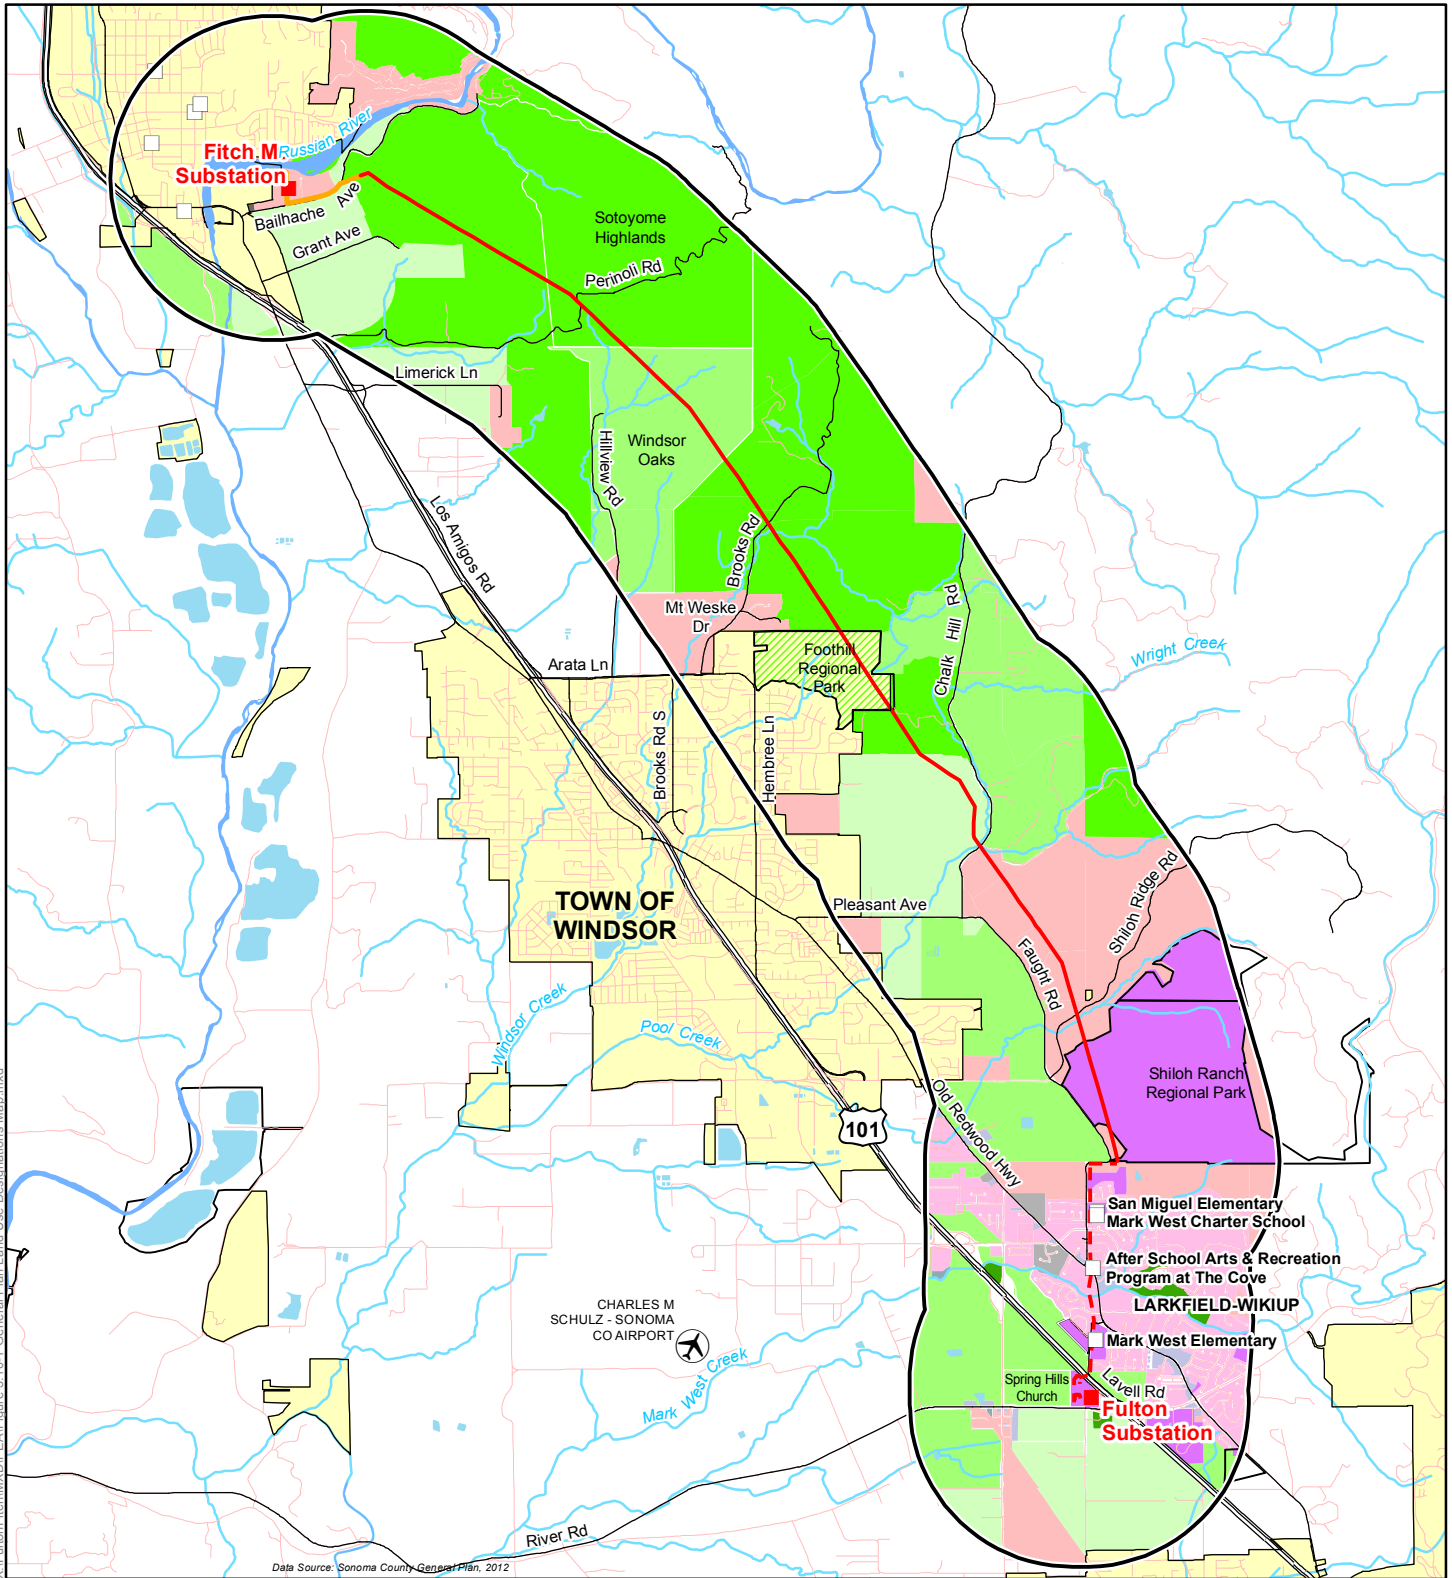 Russian River
Fitch M.
Substation
Bailhache Ave
Grant Ave
Sotoyome
Highlands
Perinoli Rd
Limerick Ln
Hillview Rd
Windsor
Oaks
Los Amigos Rd
Brooks Rd
Mt Weske
Dr
Chalk Hill Rd
Foothill
Regional
Park
Wright Creek
Arata Ln
Brooks Rd S
Hembree Ln
TOWN OF
WINDSOR
Pleasant Ave
Shiloh Ridge Rd
Faught Rd
Windsor Creek
Pool Creek
Shiloh Ranch
Regional Park
101
Old Redwood Hwy
San Miguel Elementary
Mark West Charter School
After School Arts & Recreation
Program at The Cove
LARKFIELD-WIKIUP
CHARLES M
SCHULZ - SONOMA
CO AIRPORT
Mark West Elementary
Mark West Creek
Spring Hills
Church
Lavell Rd
Fulton
Substation
River Rd
Data Source: Sonoma County General Plan, 2012